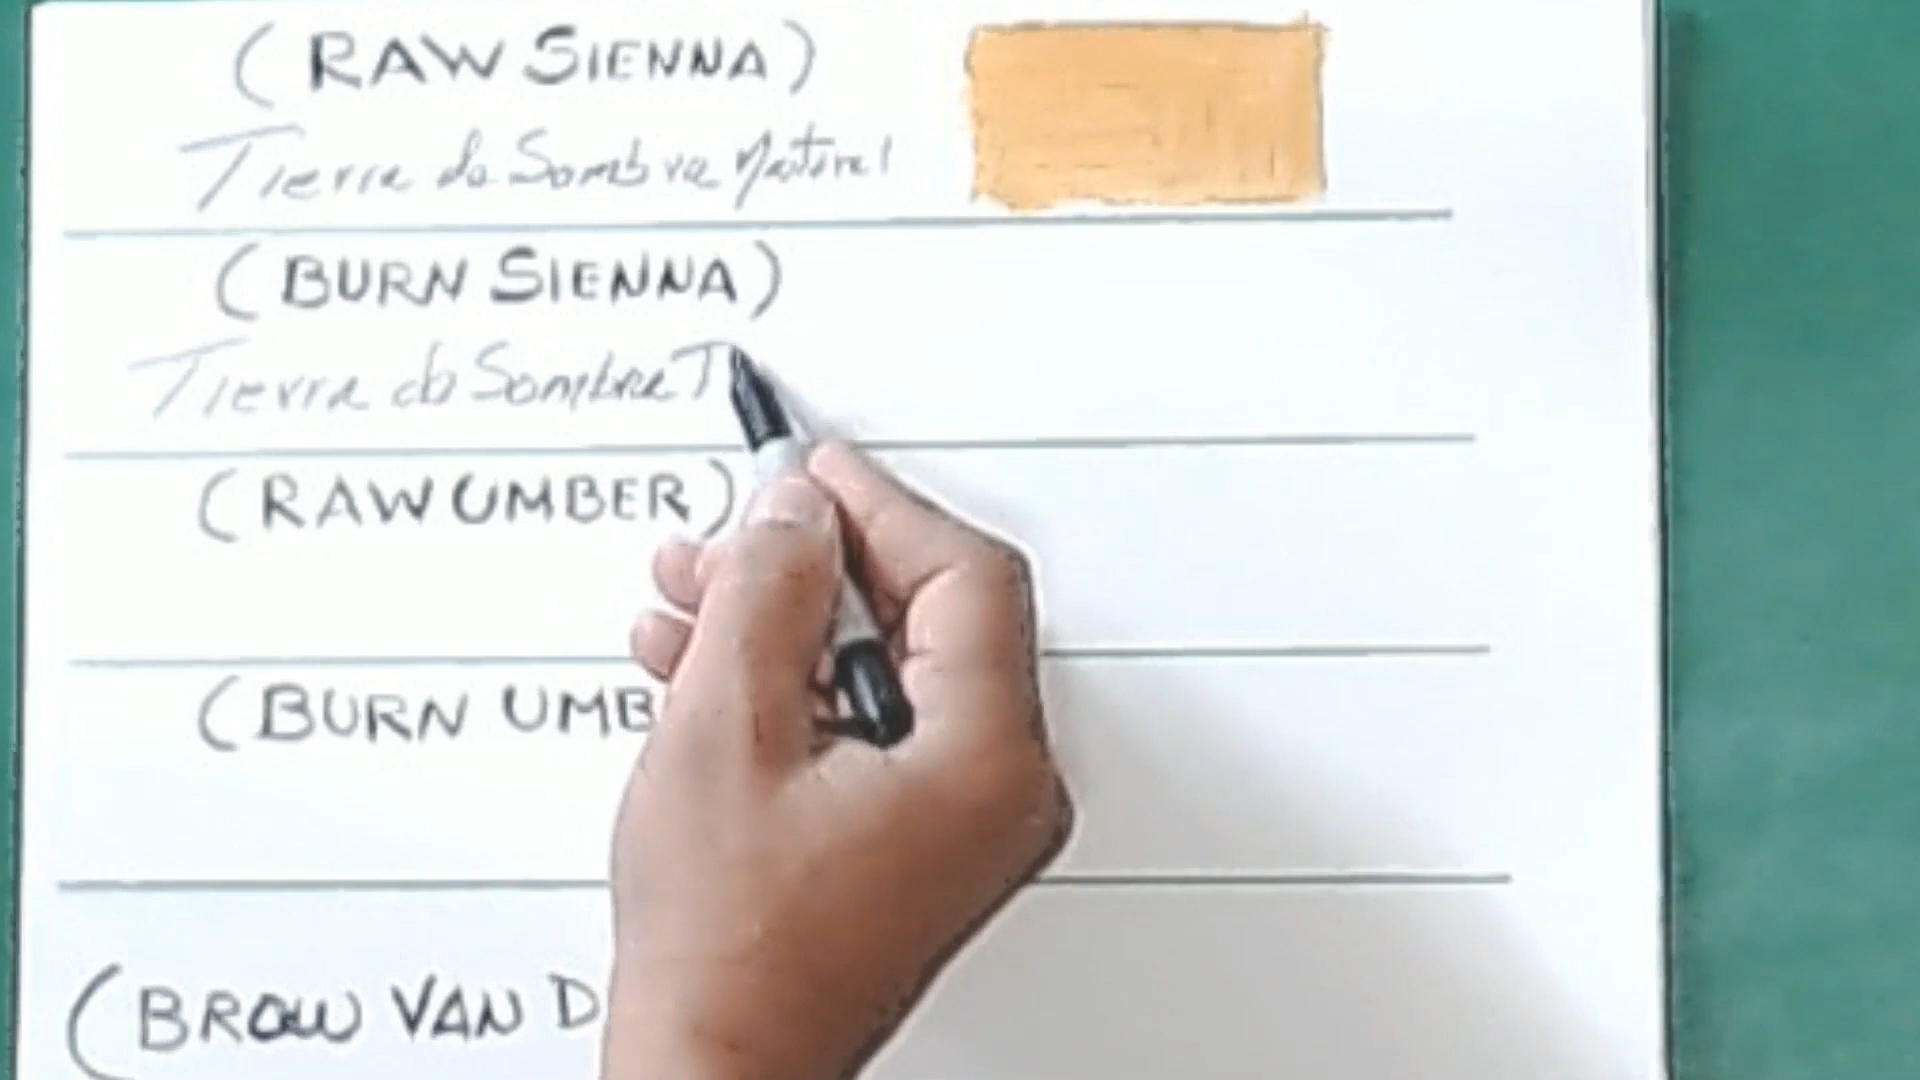 (RAW SIENNA)
Tierra de Sombra Natural
(BURN SIENNA)
Tierra de Sombra T
(RAW UMBER)
(BURN UMB
(BROW VAN D